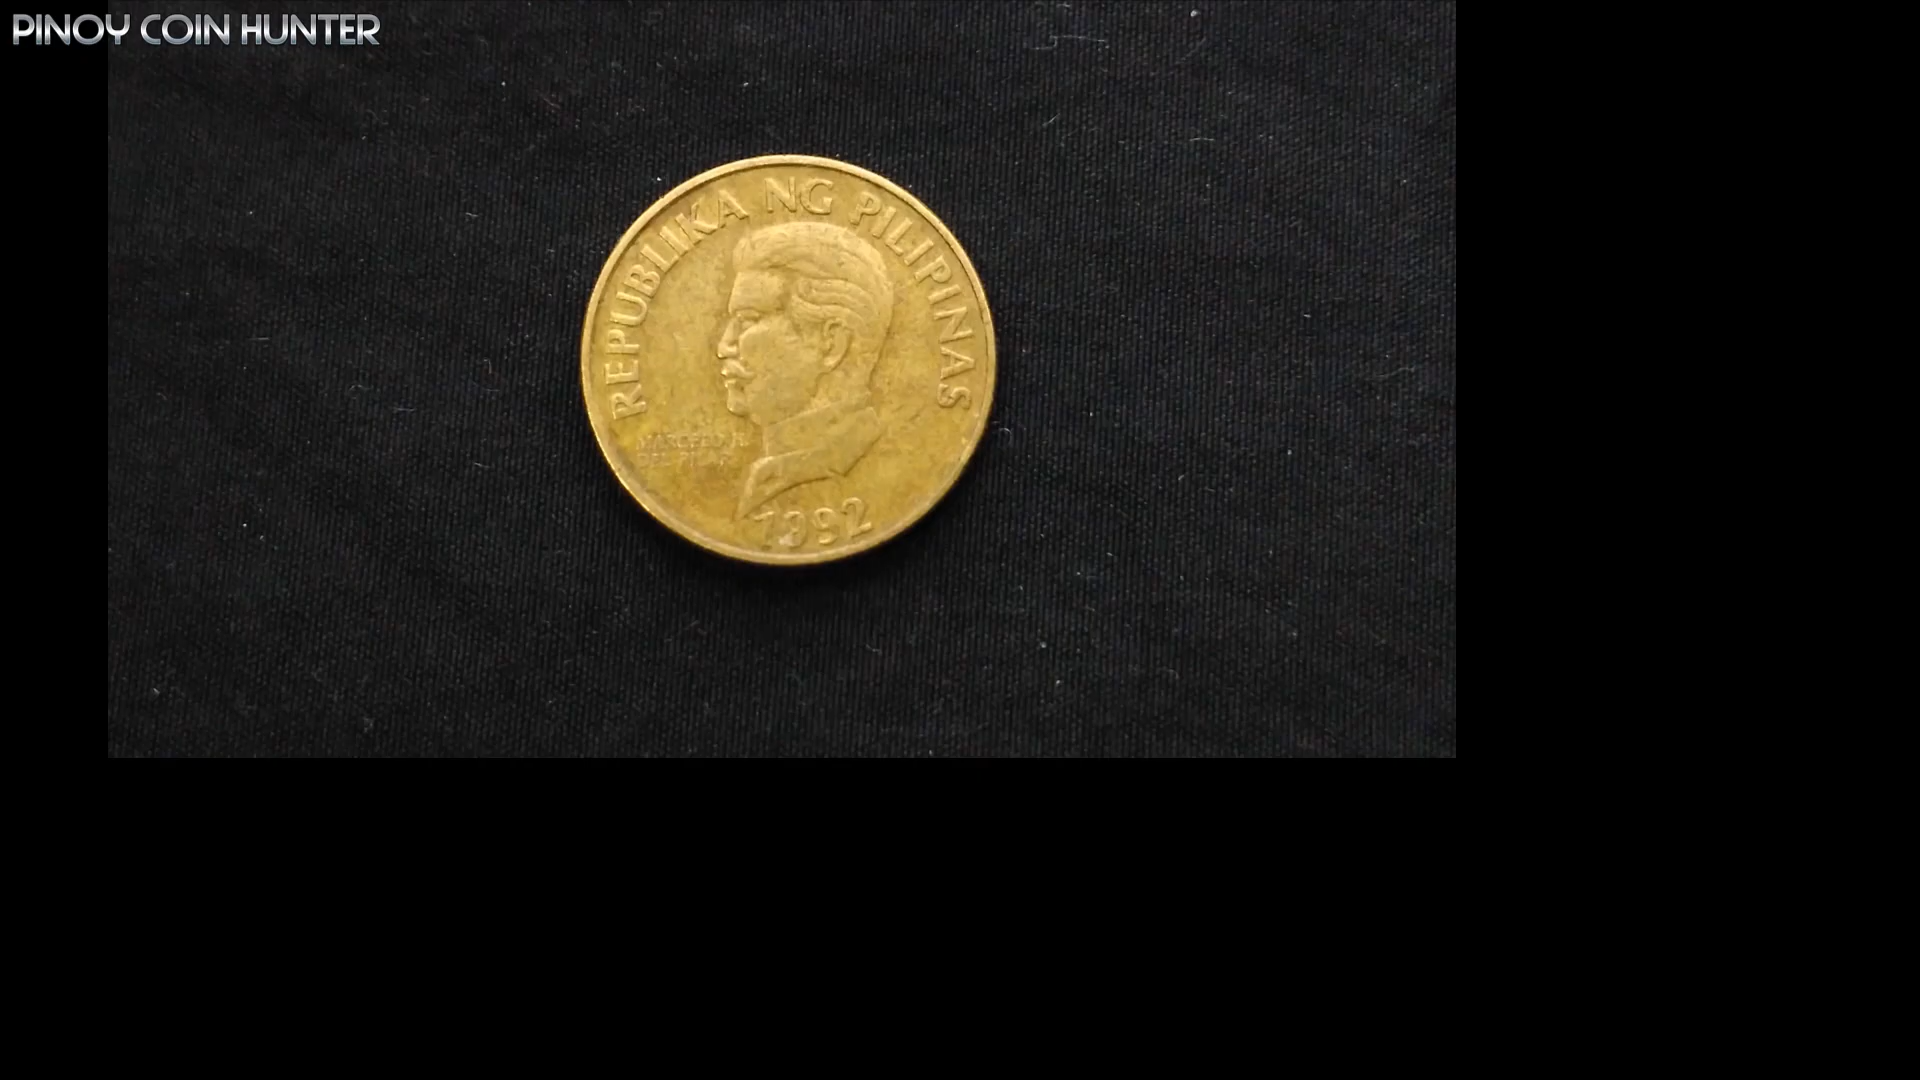 PINOY COIN HUNTER
REPUBLIKA NG PILIPINAS
MARCELO H.
DEL PILAR
1992